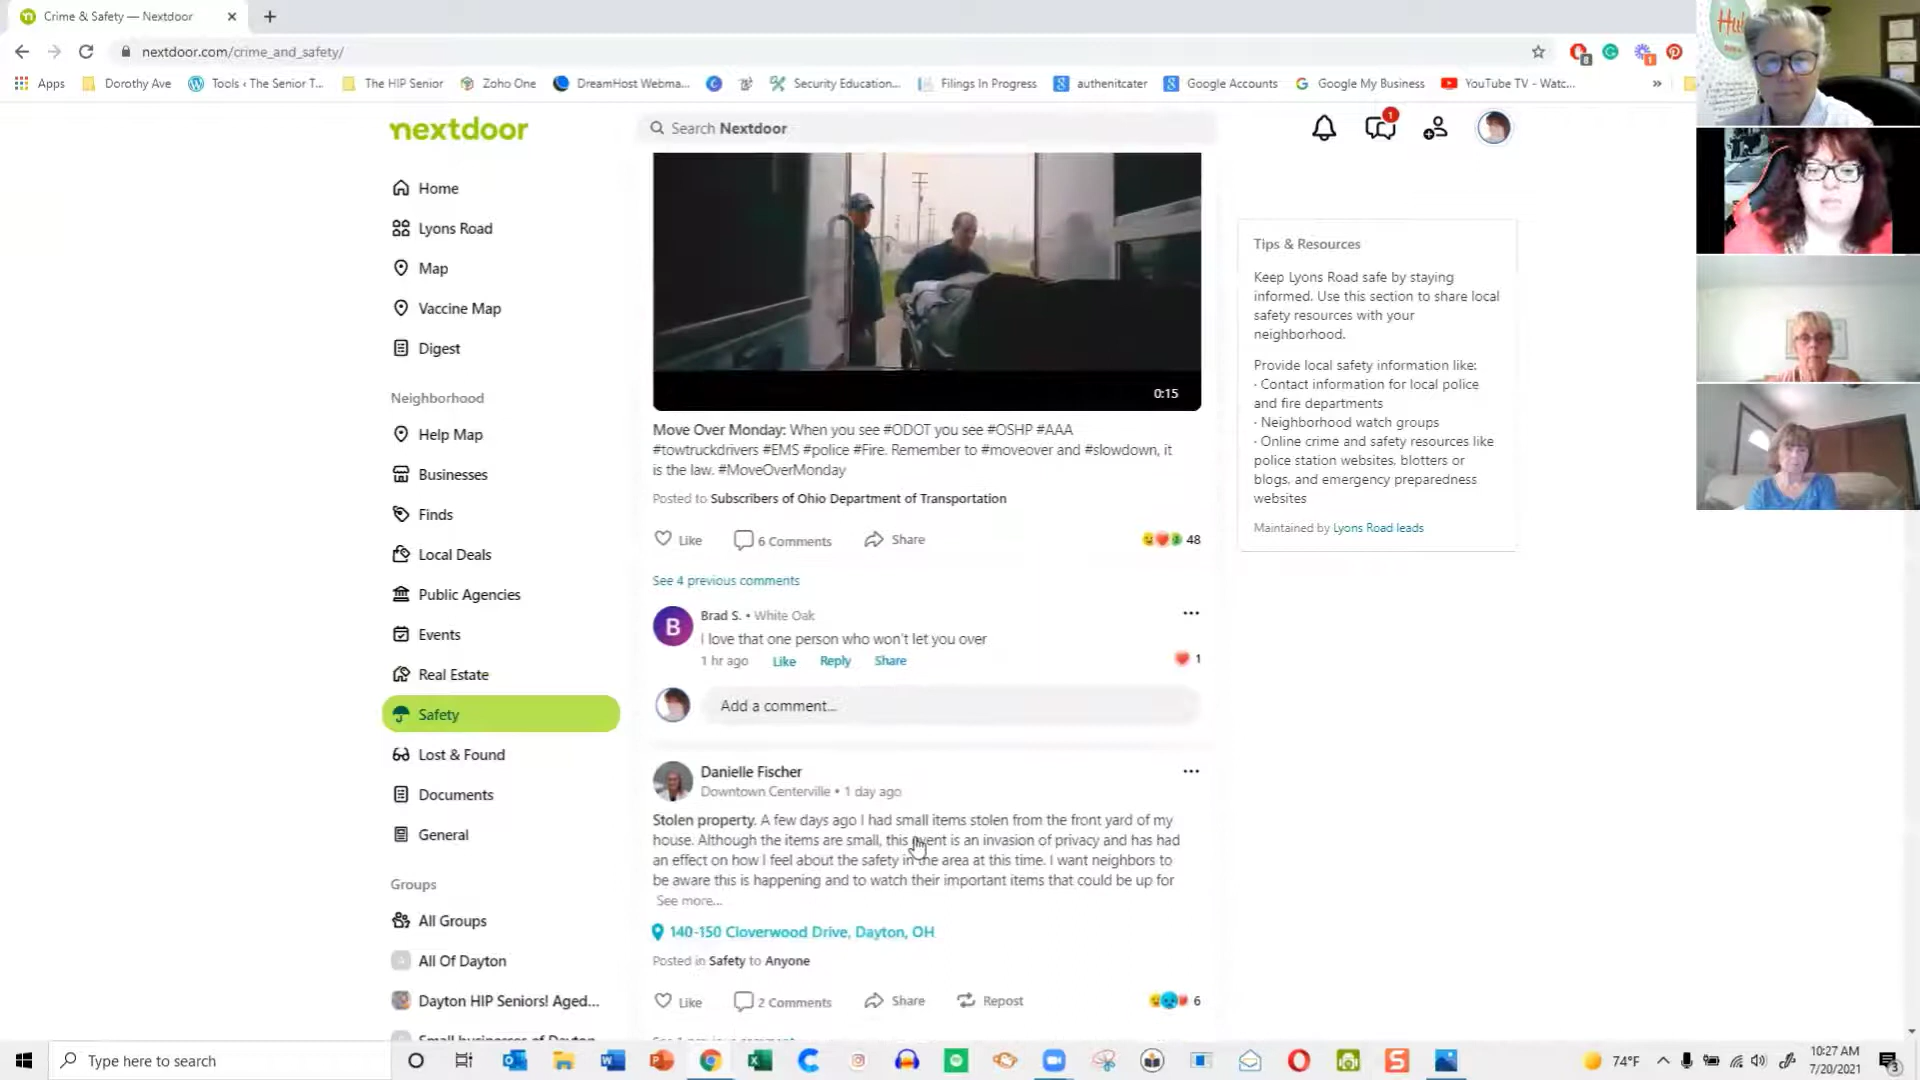 Crime & Safety — Nextdoor
nextdoor.com/crime_and_safety/
Apps
Dorothy Ave
Tools ‹ The Senior T...
The HIP Senior
Zoho One
DreamHost Webma...
Security Education...
Filings In Progress
authenitcater
Google Accounts
Google My Business
YouTube TV - Watc...
»
nextdoor
Search Nextdoor
1
Home
Lyons Road
Map
Vaccine Map
Digest
Neighborhood
Help Map
Businesses
Finds
Local Deals
Public Agencies
Events
Real Estate
Safety
Lost & Found
Documents
General
Groups
All Groups
All Of Dayton
Dayton HIP Seniors! Aged...
Small businesses of Dayton
0:15
Move Over Monday: When you see #ODOT you see #OSHP #AAA
#towtruckdrivers #EMS #police #Fire. Remember to #moveover and #slowdown, it
is the law. #MoveOverMonday
Posted to Subscribers of Ohio Department of Transportation
Like
6 Comments
Share
48
See 4 previous comments
B
Brad S. • White Oak
I love that one person who won't let you over
1 hr ago Like Reply Share
1
Add a comment...
Danielle Fischer
Downtown Centerville • 1 day ago
Stolen property. A few days ago I had small items stolen from the front yard of my
house. Although the items are small, this event is an invasion of privacy and has had
an effect on how I feel about the safety in the area at this time. I want neighbors to
be aware this is happening and to watch their important items that could be up for
See more...
140-150 Cloverwood Drive, Dayton, OH
Posted in Safety to Anyone
Like
2 Comments
Share
Repost
6
Tips & Resources
Keep Lyons Road safe by staying
informed. Use this section to share local
safety resources with your
neighborhood.
Provide local safety information like:
· Contact information for local police
and fire departments
· Neighborhood watch groups
· Online crime and safety resources like
police station websites, blotters or
blogs, and emergency preparedness
websites
Maintained by Lyons Road leads
Type here to search
74°F
10:27 AM
7/20/2021
3